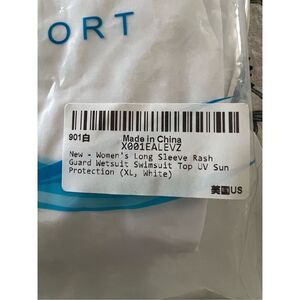 ORT
901白
Made in China
X001EALEVZ
New - Women's Long Sleeve Rash
Guard Wetsuit Swimsuit Top UV Sun
Protection (XL, White)
英国US